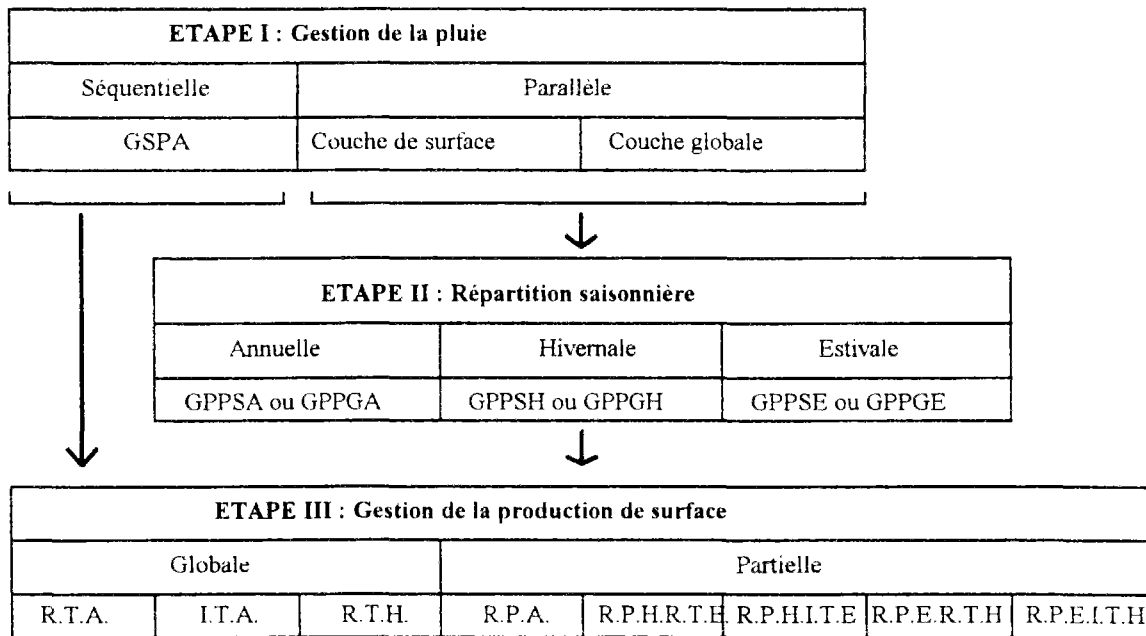 ETAPE I : Gestion de la pluie
Séquentielle Parallèle
GSPA Couche de surface Couche globale
ETAPE II : Répartition saisonnière
Annuelle Hivernale Estivale
GPPSA ou GPPGA GPPSH ou GPPGH GPPSE ou GPPGE
ETAPE III : Gestion de la production de surface
Globale Partielle
R.T.A. I.T.A. R.T.H. R.P.A. R.P.H.R.T.E R.P.H.I.T.E R.P.E.R.T.H R.P.E.I.T.H